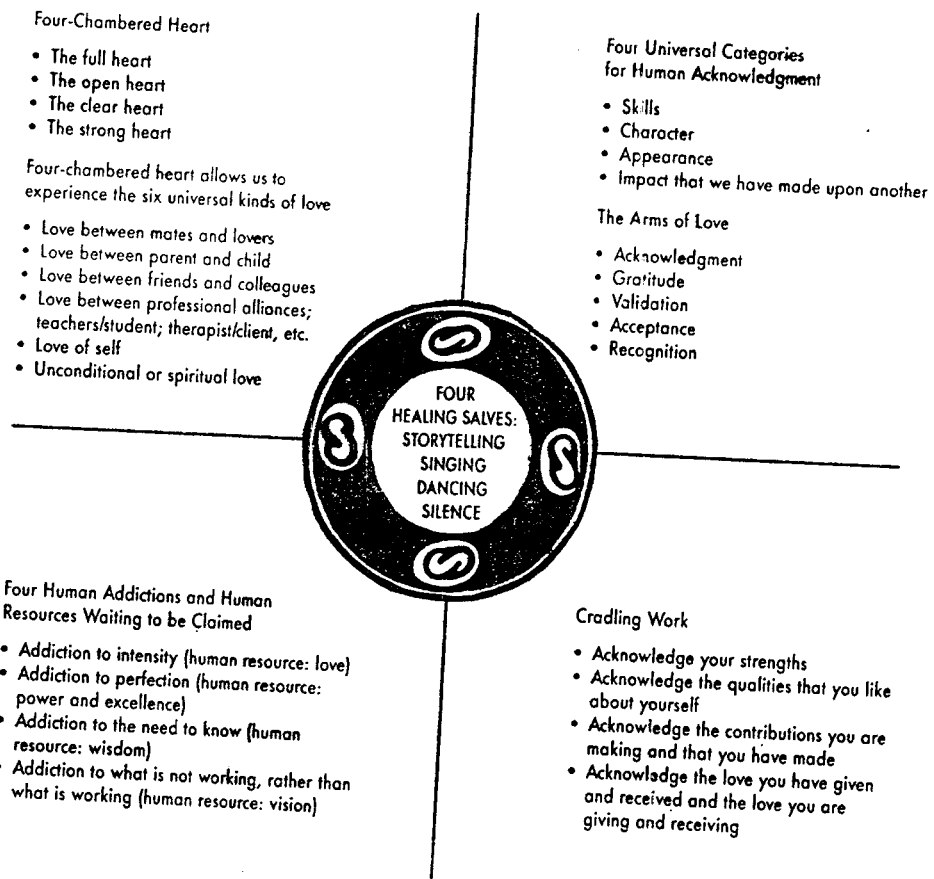 Four-Chambered Heart
• The full heart
• The open heart
• The clear heart
• The strong heart
Four-chambered heart allows us to
experience the six universal kinds of love
• Love between mates and lovers
• Love between parent and child
• Love between friends and colleagues
• Love between professional alliances;
teachers/student; therapist/client, etc.
• Love of self
• Unconditional or spiritual love
Four Universal Categories
for Human Acknowledgment
• Skills
• Character
• Appearance
• Impact that we have made upon another
The Arms of Love
• Acknowledgment
• Gratitude
• Validation
• Acceptance
• Recognition
FOUR
HEALING SALVES:
STORYTELLING
SINGING
DANCING
SILENCE
Four Human Addictions and Human
Resources Waiting to be Claimed
• Addiction to intensity (human resource: love)
• Addiction to perfection (human resource:
power and excellence)
• Addiction to the need to know (human
resource: wisdom)
• Addiction to what is not working, rather than
what is working (human resource: vision)
Cradling Work
• Acknowledge your strengths
• Acknowledge the qualities that you like
about yourself
• Acknowledge the contributions you are
making and that you have made
• Acknowledge the love you have given
and received and the love you are
giving and receiving